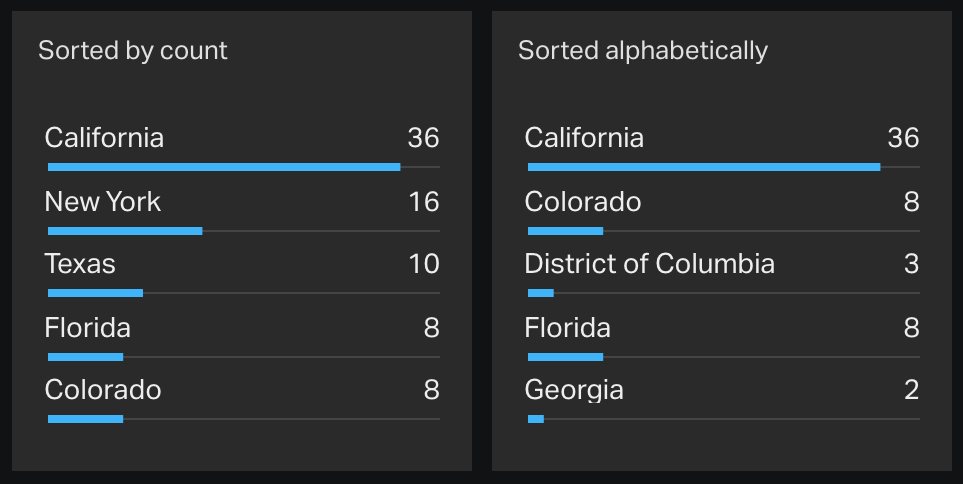 Sorted by count
California 36
New York 16
Texas 10
Florida 8
Colorado 8
Sorted alphabetically
California 36
Colorado 8
District of Columbia 3
Florida 8
Georgia 2